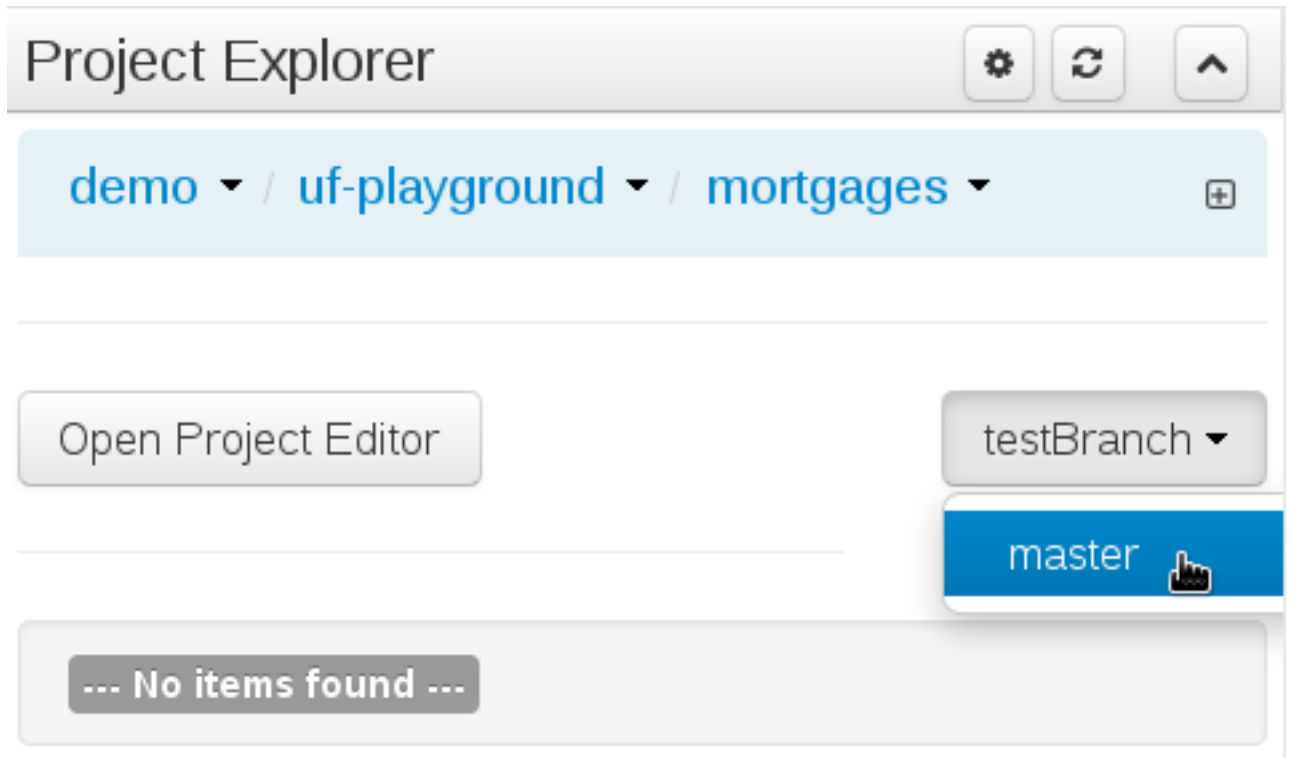 Project Explorer
demo / uf-playground / mortgages
Open Project Editor
testBranch
master
--- No items found ---